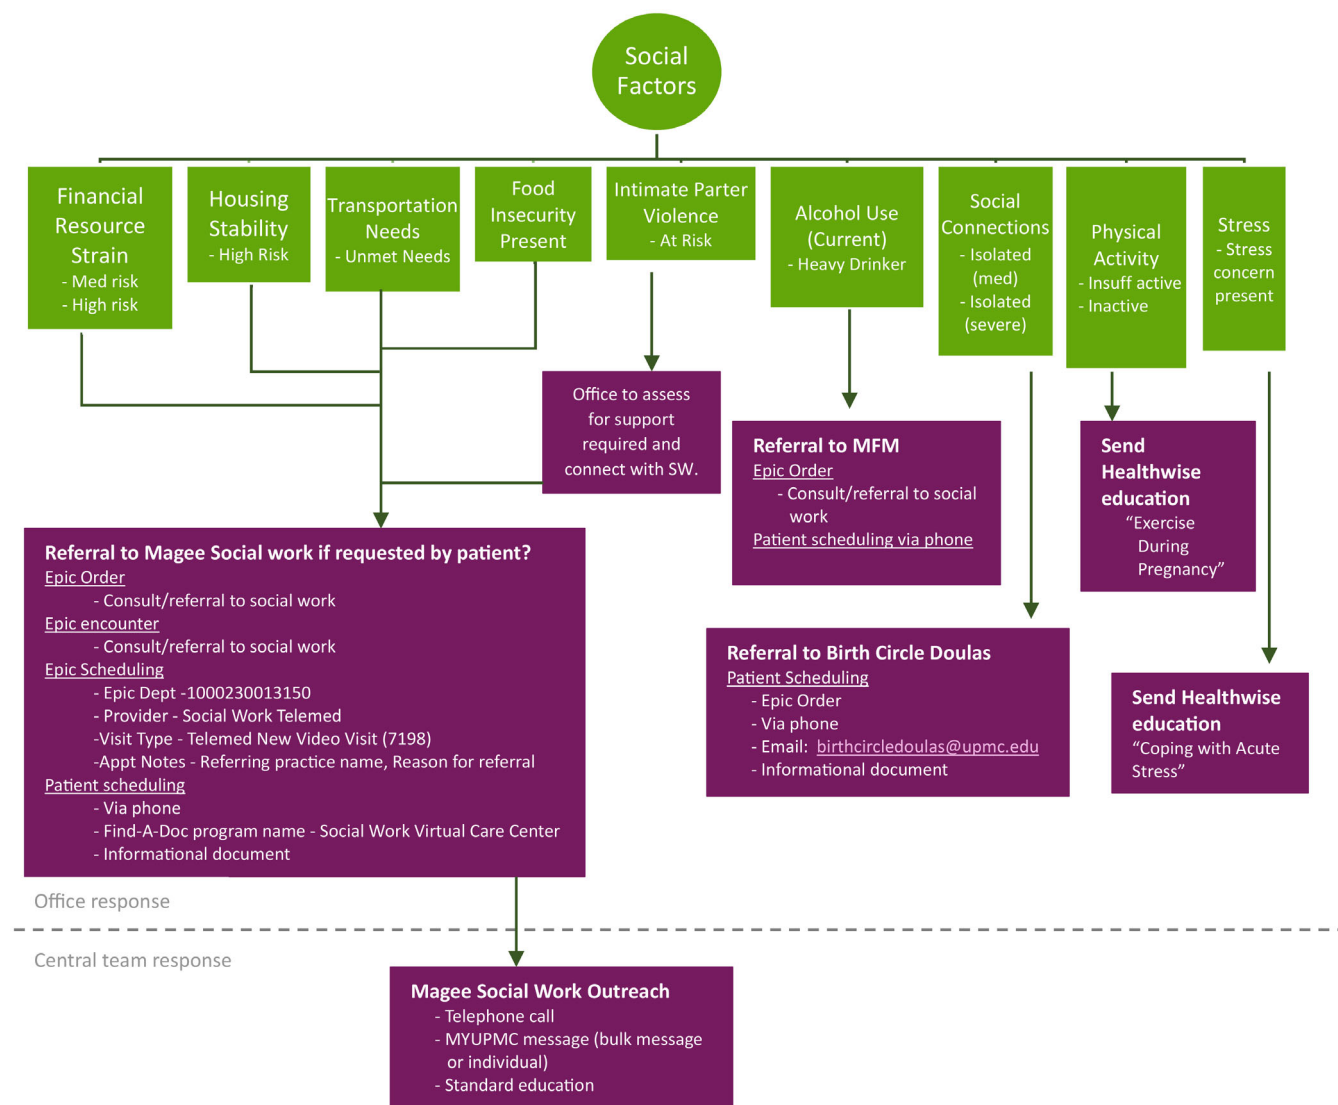 Social
Factors
Financial
Resource
Strain
- Med risk
- High risk
Housing
Stability
- High Risk
Transportation
Needs
- Unmet Needs
Food
Insecurity
Present
Intimate Parter
Violence
- At Risk
Alcohol Use
(Current)
- Heavy Drinker
Social
Connections
- Isolated
(med)
- Isolated
(severe)
Physical
Activity
- Insuff active
- Inactive
Stress
- Stress
concern
present
Office to assess
for support
required and
connect with SW.
Referral to MFM
Epic Order
- Consult/referral to social
work
Patient scheduling via phone
Send
Healthwise
education
“Exercise
During
Pregnancy”
Referral to Magee Social work if requested by patient?
Epic Order
- Consult/referral to social work
Epic encounter
- Consult/referral to social work
Epic Scheduling
- Epic Dept -1000230013150
- Provider - Social Work Telemed
-Visit Type - Telemed New Video Visit (7198)
-Appt Notes - Referring practice name, Reason for referral
Patient scheduling
- Via phone
- Find-A-Doc program name - Social Work Virtual Care Center
- Informational document
Referral to Birth Circle Doulas
Patient Scheduling
- Epic Order
- Via phone
- Email: birthcircledoulas@upmc.edu
- Informational document
Send Healthwise
education
“Coping with Acute
Stress”
Office response
Central team response
Magee Social Work Outreach
- Telephone call
- MYUPMC message (bulk message
or individual)
- Standard education